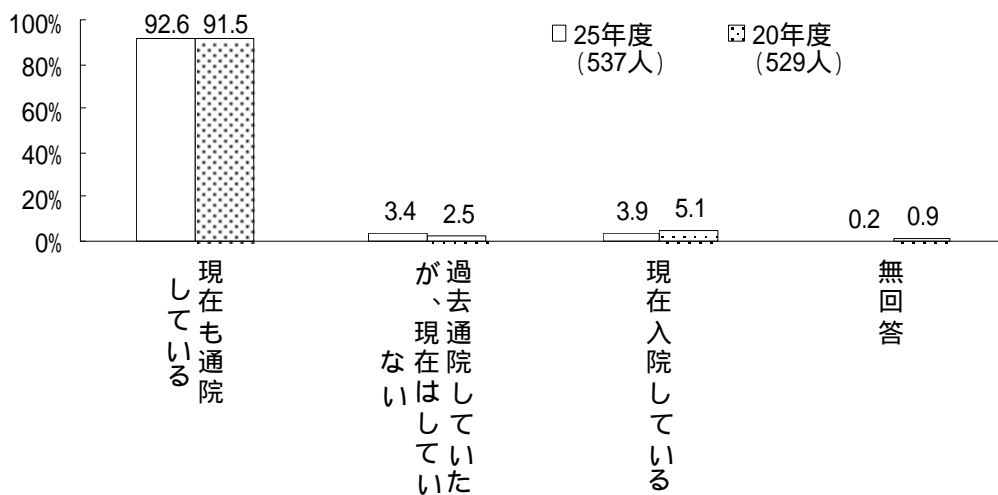 100%
80%
60%
40%
20%
0%
92.6
91.5
3.4
2.5
3.9
5.1
0.2
0.9
25年度
(537人)
20年度
(529人)
現在も通院
している
過去通院していた
が、現在はしてい
ない
現在入院している
無回答